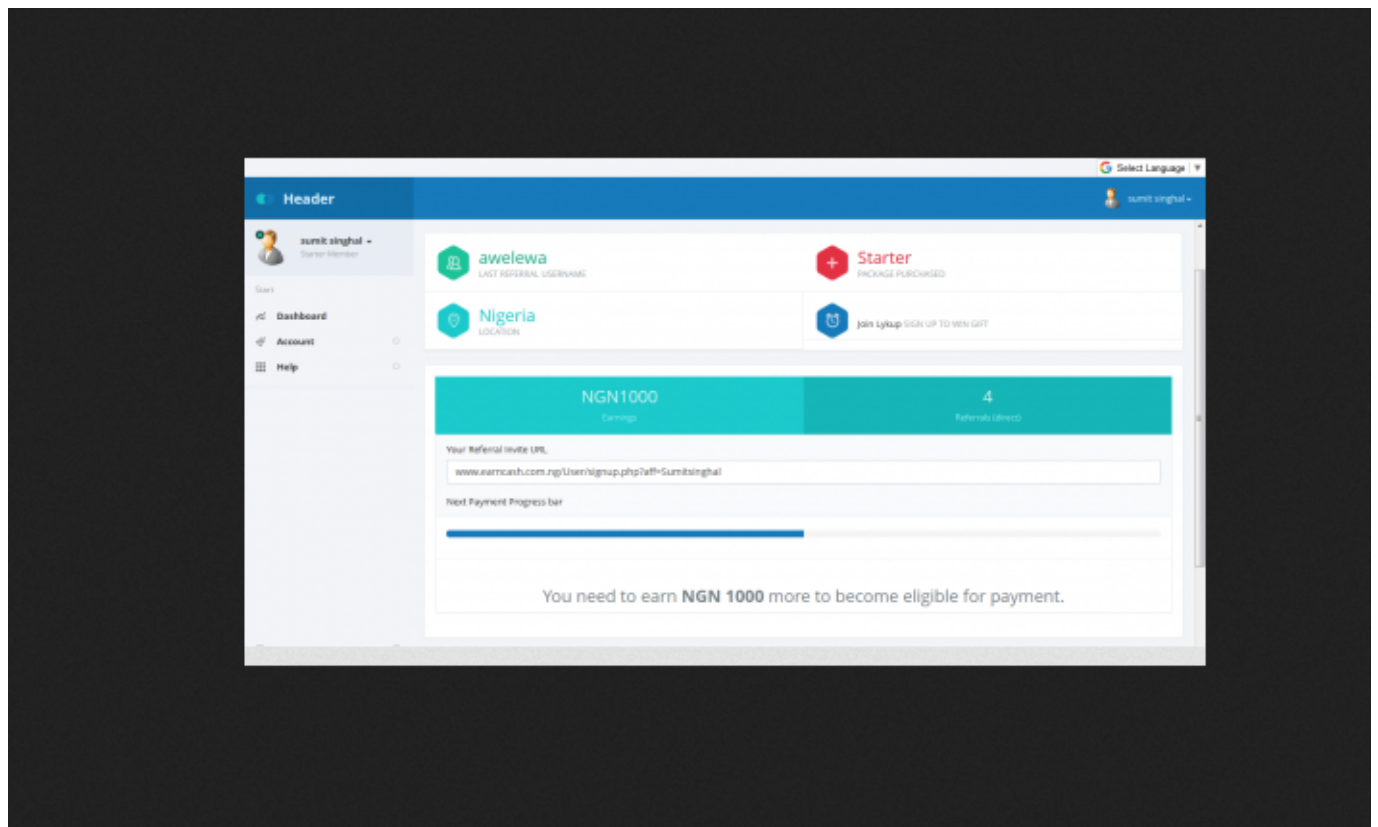 Select Language
Header
sumit singhal
sumit singhal
Starter Member
Start
Dashboard
Account
Help
awelewa
LAST REFERRAL USERNAME
Starter
PACKAGE PURCHASED
Nigeria
LOCATION
Join Lykup SIGN UP TO WIN GIFT
NGN1000
Earnings
4
Referrals (direct)
Your Referral Invite URL
www.earncash.com.ng/User/signup.php?aff=Sumitsinghal
Next Payment Progress bar
You need to earn NGN 1000 more to become eligible for payment.